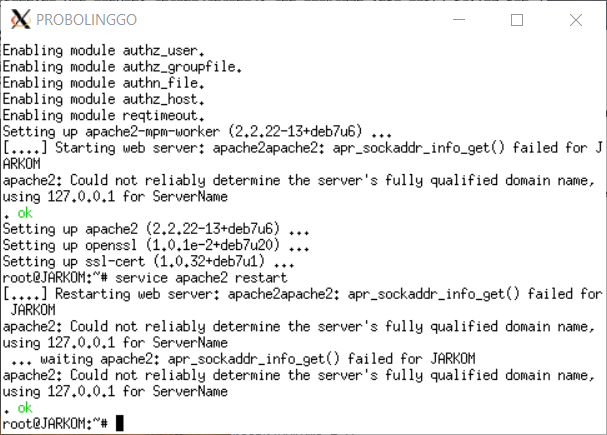 PROBOLINGGO
Enabling module authz_user.
Enabling module authz_groupfile.
Enabling module authn_file.
Enabling module authz_host.
Enabling module reqtimeout.
Setting up apache2-mpm-worker (2.2.22-13+deb7u6) ...
[....] Starting web server: apache2apache2: apr_sockaddr_info_get() failed for J
ARKOM
apache2: Could not reliably determine the server's fully qualified domain name,
using 127.0.0.1 for ServerName
. ok
Setting up apache2 (2.2.22-13+deb7u6) ...
Setting up openssl (1.0.1e-2+deb7u20) ...
Setting up ssl-cert (1.0.32+deb7u1) ...
root@JARKOM:~# service apache2 restart
[....] Restarting web server: apache2apache2: apr_sockaddr_info_get() failed for
 JARKOM
apache2: Could not reliably determine the server's fully qualified domain name,
using 127.0.0.1 for ServerName
 ... waiting apache2: apr_sockaddr_info_get() failed for JARKOM
apache2: Could not reliably determine the server's fully qualified domain name,
using 127.0.0.1 for ServerName
. ok
root@JARKOM:~#